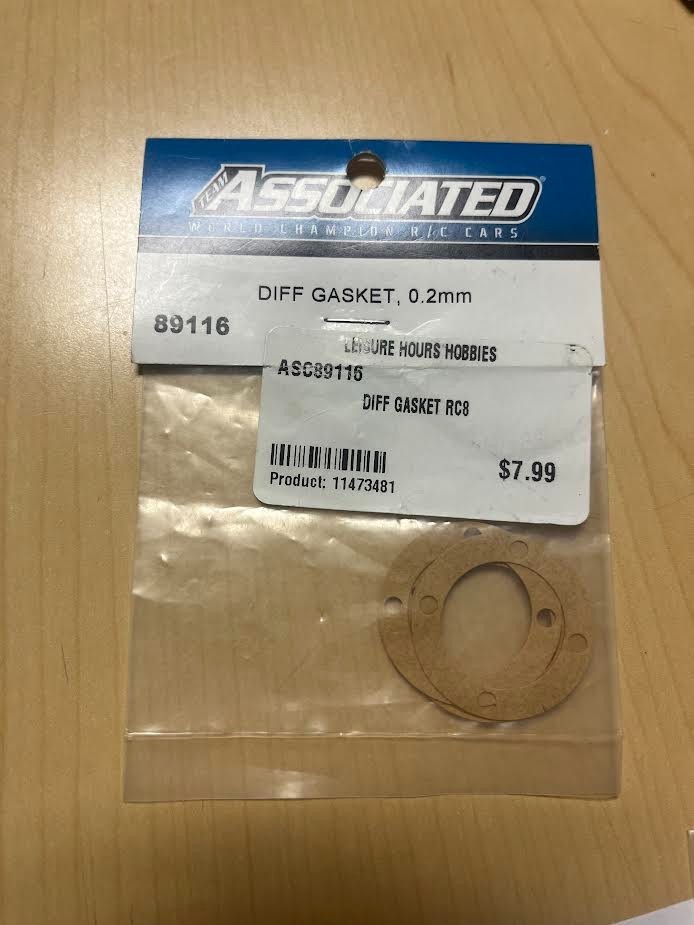 TEAM
ASSOCIATED
WORLD CHAMPION R/C CARS
DIFF GASKET, 0.2mm
89116
LEISURE HOURS HOBBIES
ASC89116
DIFF GASKET RC8
$7.99
Product: 11473481